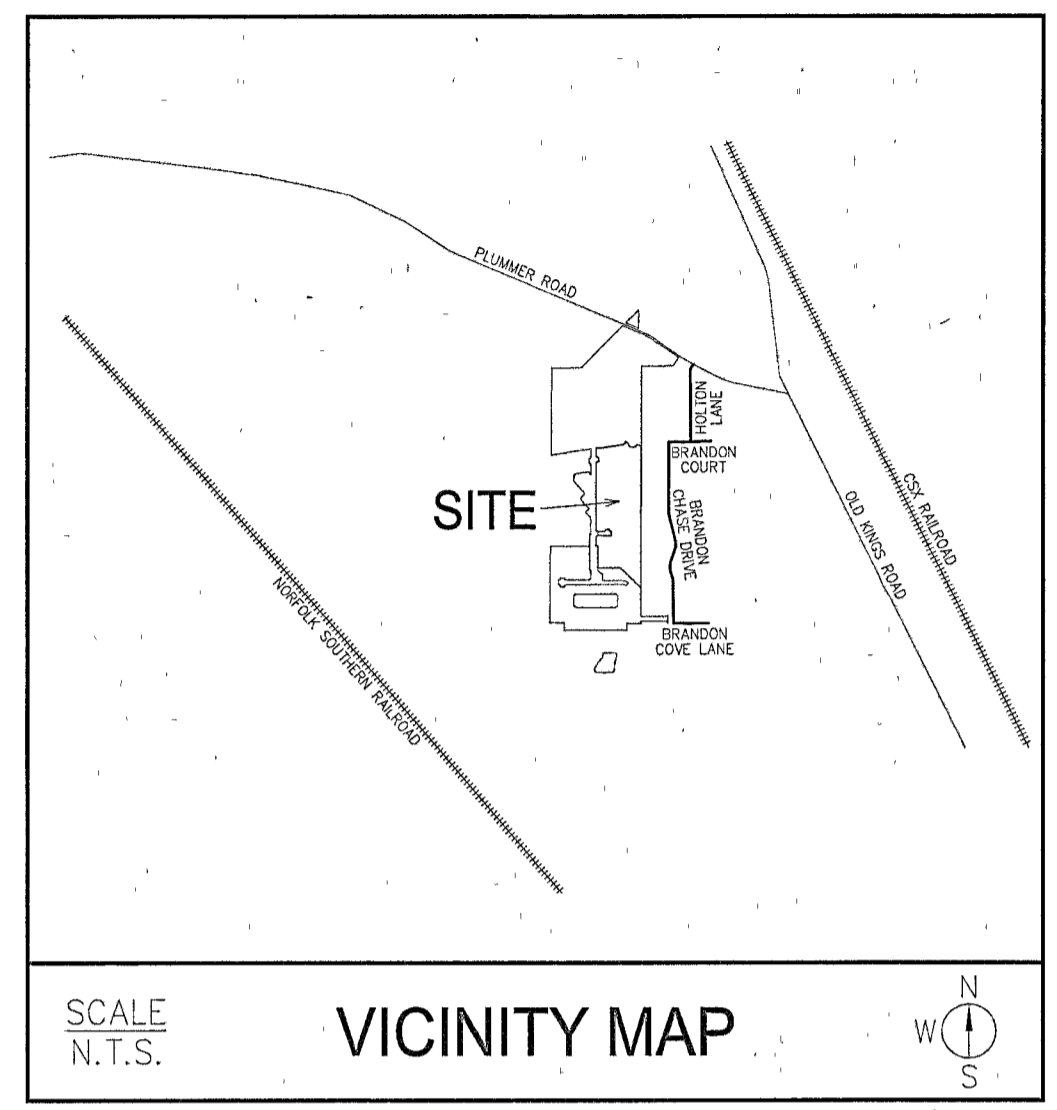 PLUMMER ROAD
HOLTON
LANE
BRANDON
COURT
SITE
BRANDON
CHASE DRIVE
OLD KINGS ROAD
CSX RAILROAD
NORFOLK SOUTHERN RAILROAD
BRANDON
COVE LANE
SCALE
N.T.S.
VICINITY MAP
N
W
S